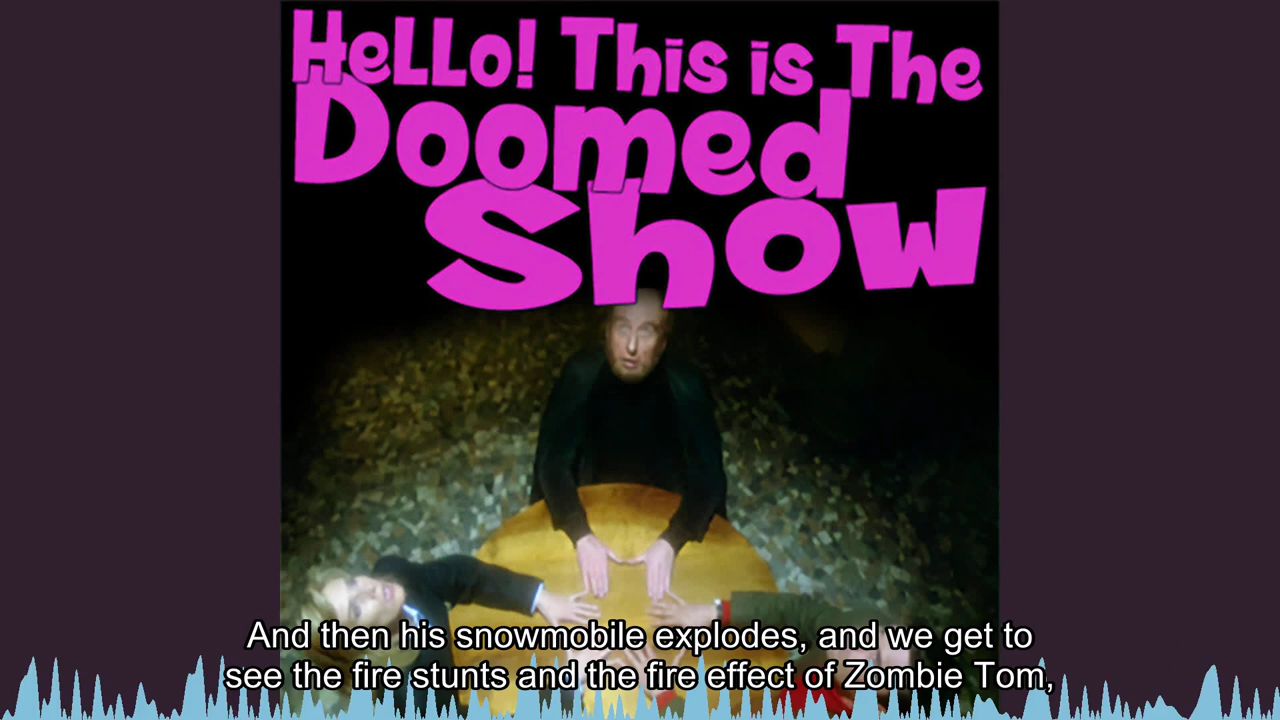 HeLLo! This is The
Doomed
Show
And then his snowmobile explodes, and we get to
see the fire stunts and the fire effect of Zombie Tom,